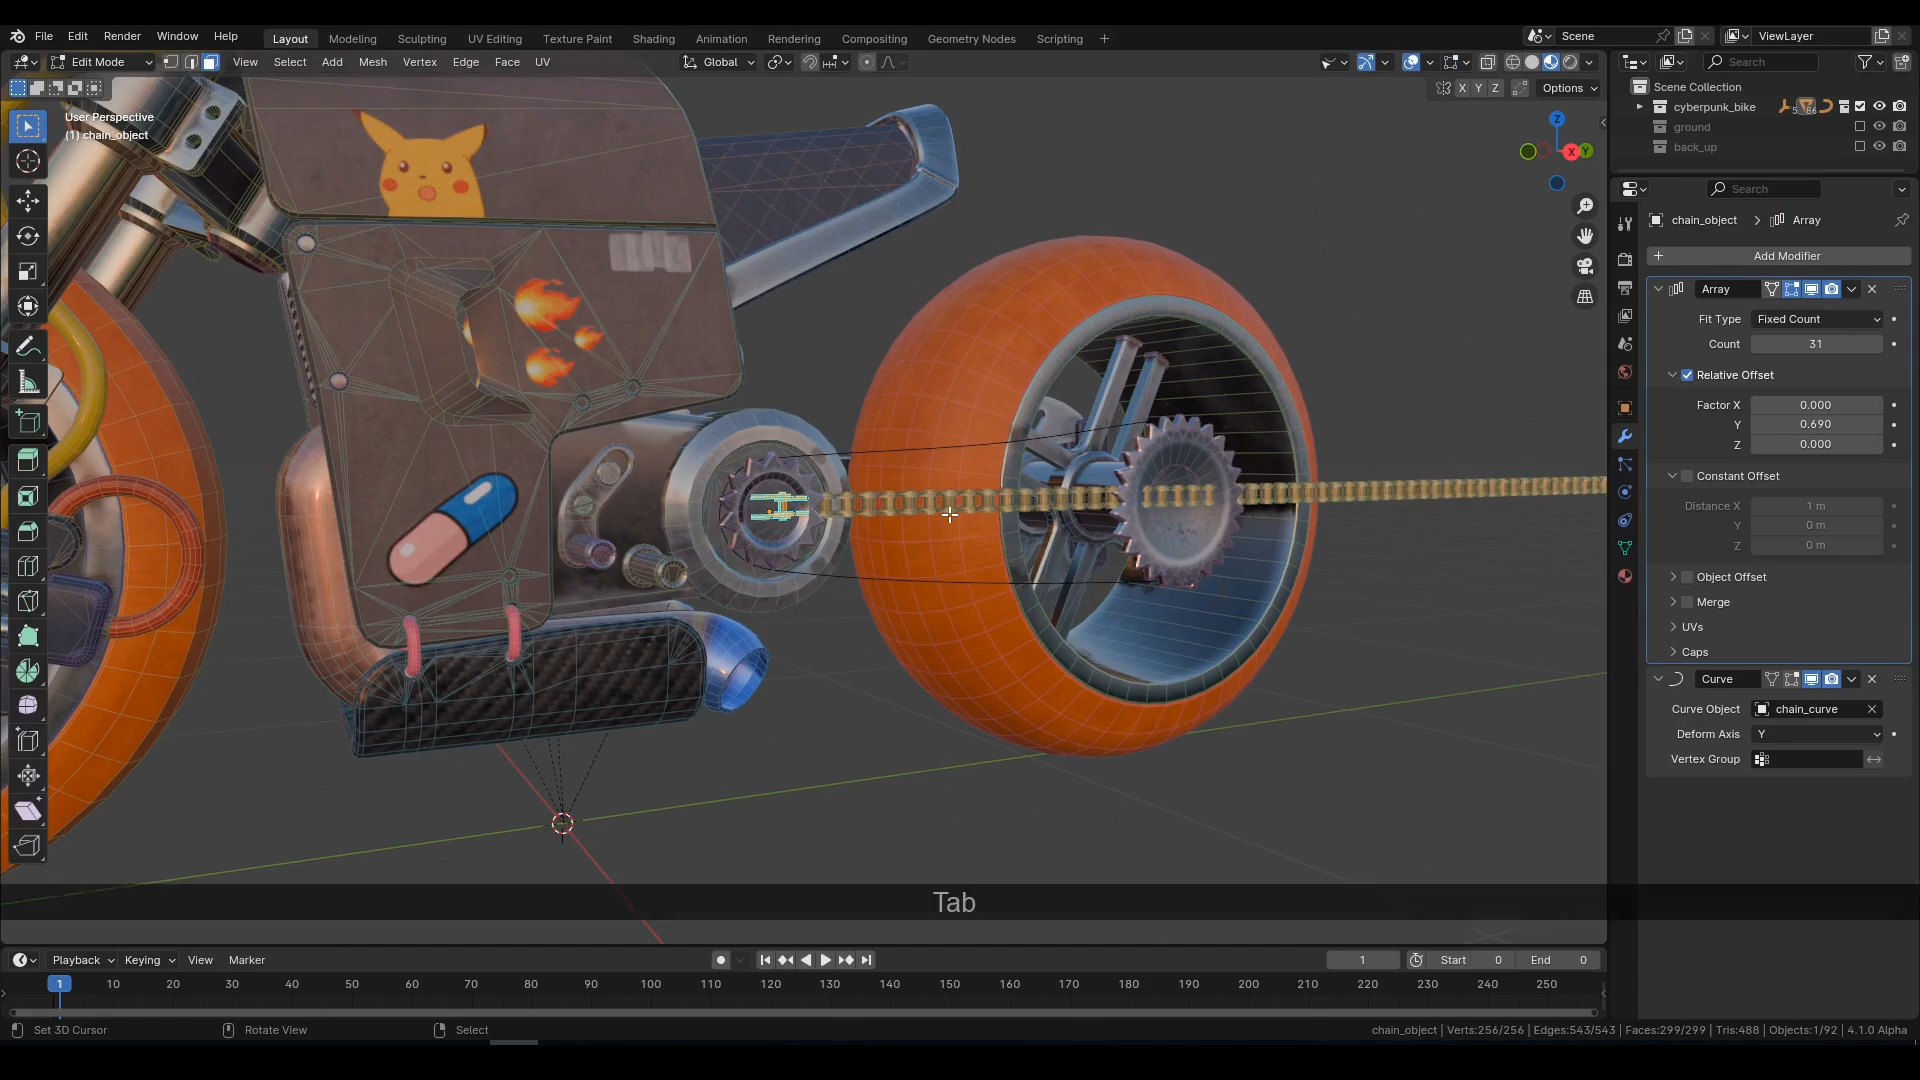 File Edit Render Window Help Layout Modeling Sculpting UV Editing Texture Paint Shading Animation Rendering Compositing Geometry Nodes Scripting + Scene ViewLayer
Edit Mode View Select Add Mesh Vertex Edge Face UV Global Search
X Y Z Options
Scene Collection
cyberpunk_bike
ground
back_up
User Perspective
(1) chain_object
Z
X Y
Search
chain_object > Array
+ Add Modifier
Array
Fit Type Fixed Count
Count 31
Relative Offset
Factor X 0.000
Y 0.690
Z 0.000
Constant Offset
Distance X 1 m
Y 0 m
Z 0 m
Object Offset
Merge
UVs
Caps
Curve
Curve Object chain_curve
Deform Axis Y
Vertex Group
Tab
Playback Keying View Marker 1 Start 0 End 0
1 10 20 30 40 50 60 70 80 90 100 110 120 130 140 150 160 170 180 190 200 210 220 230 240 250
Set 3D Cursor Rotate View Select chain_object | Verts:256/256 | Edges:543/543 | Faces:299/299 | Tris:488 | Objects:1/92 | 4.1.0 Alpha